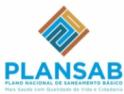 PLANSAB
PLANO NACIONAL DE SANEAMENTO BÁSICO
Mais Saúde com Qualidade de Vida e Cidadania